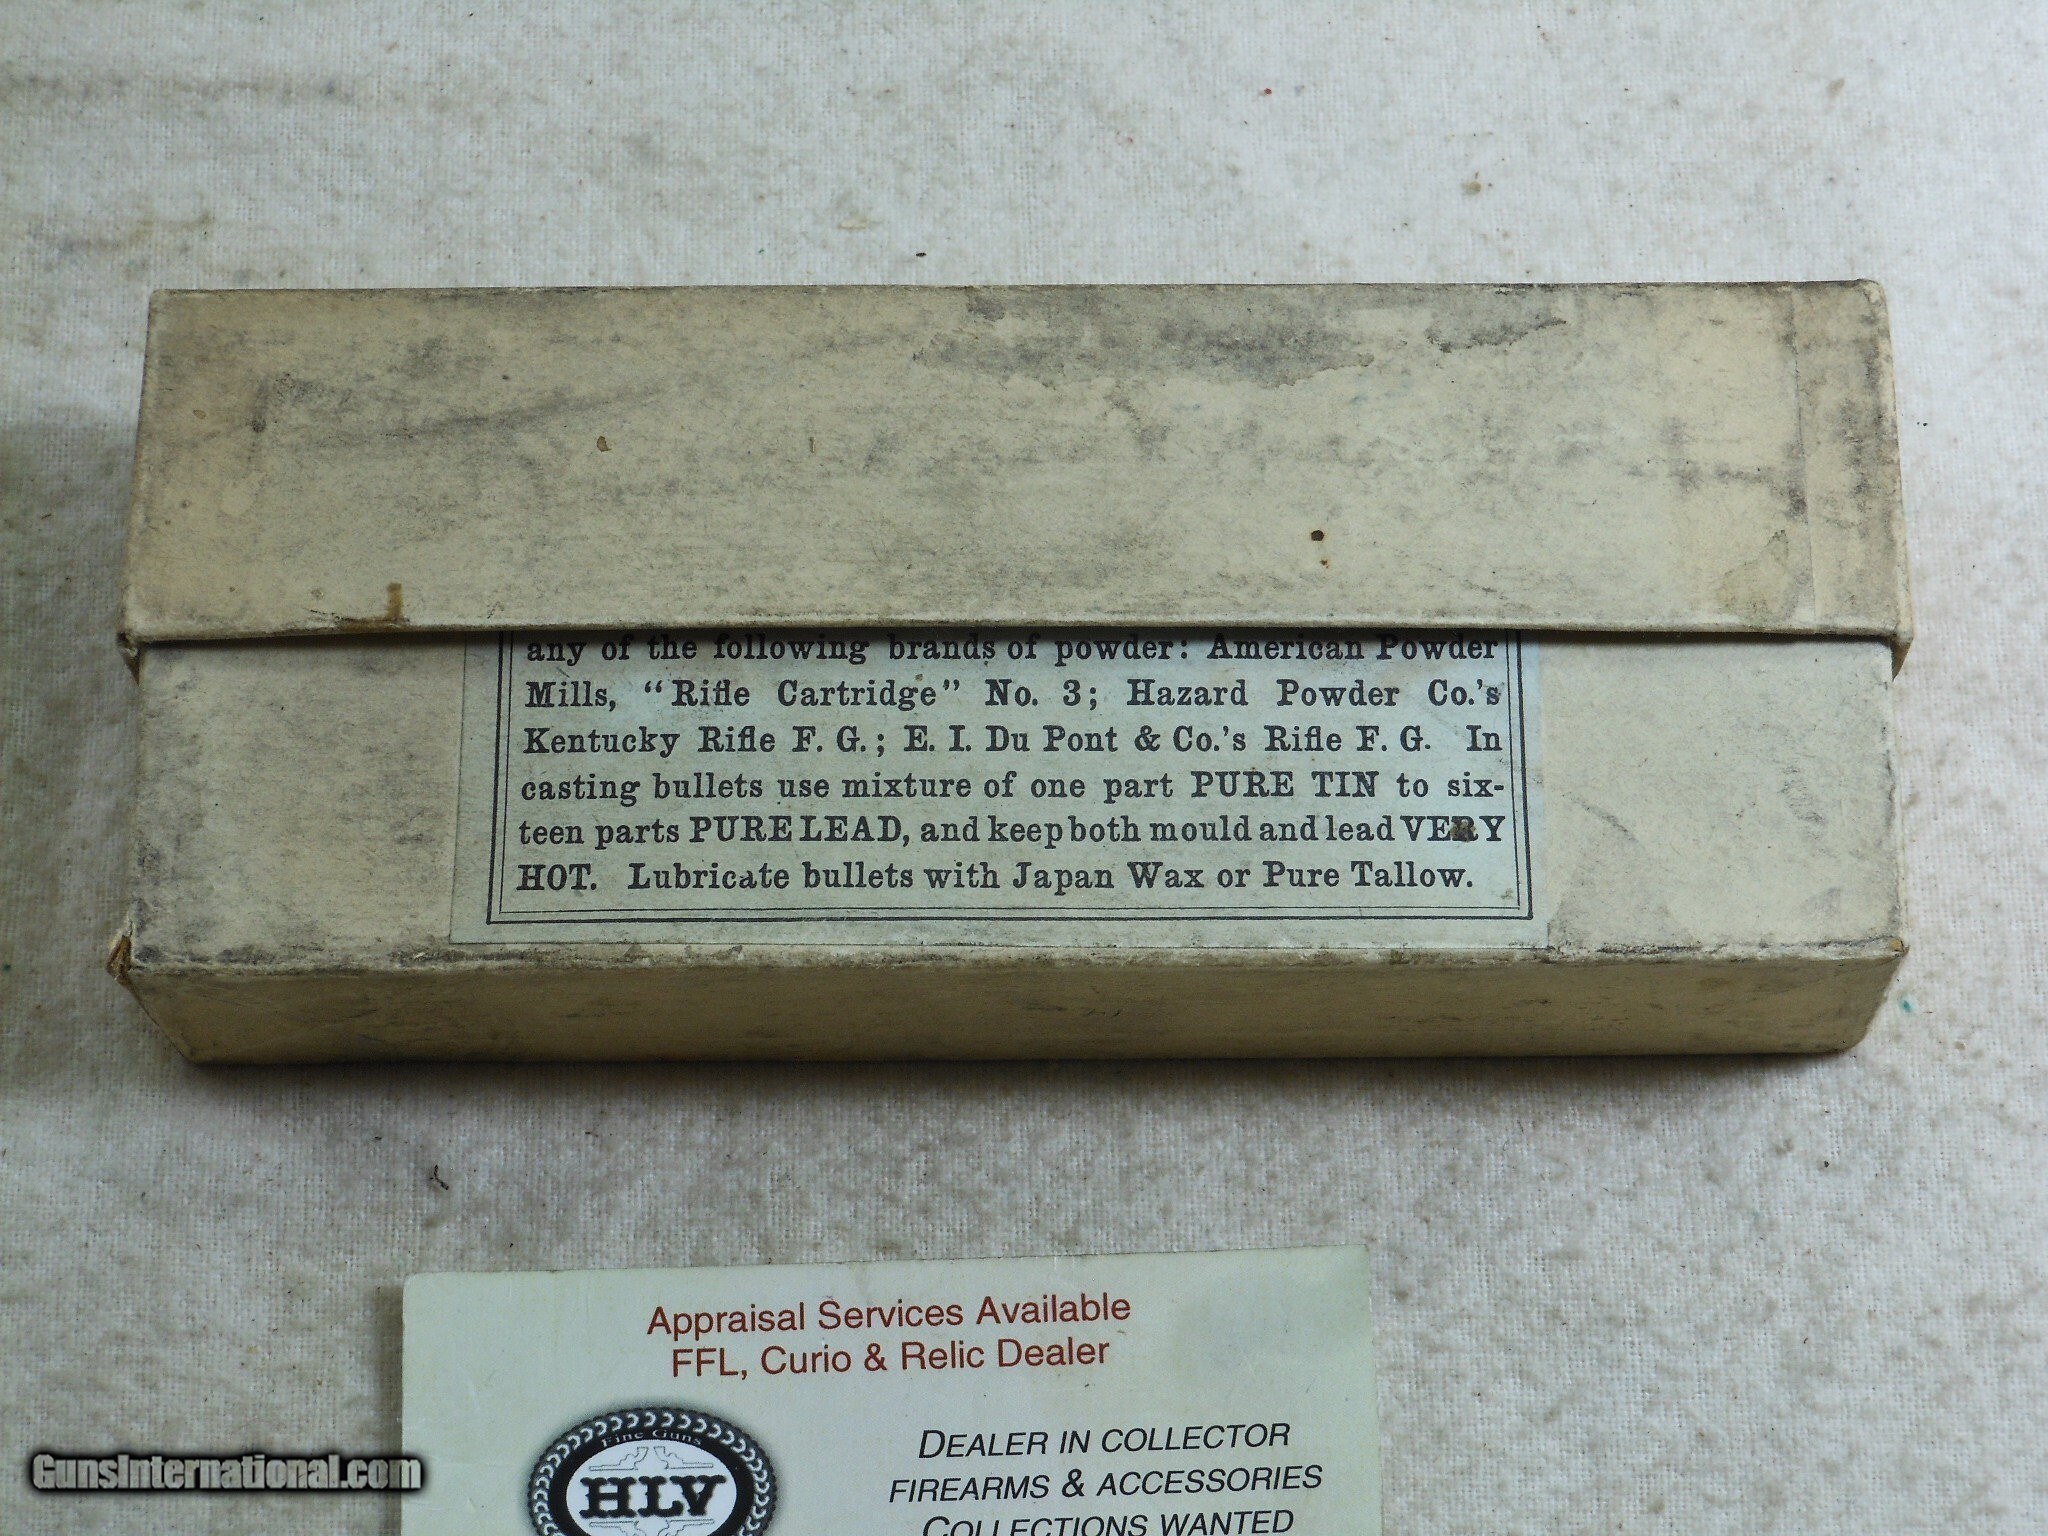 any of the following brands of powder: American Powder
Mills, "Rifle Cartridge" No. 3; Hazard Powder Co.'s
Kentucky Rifle F. G.; E. I. Du Pont & Co.'s Rifle F. G. In
casting bullets use mixture of one part PURE TIN to six-
teen parts PURE LEAD, and keep both mould and lead VERY
HOT. Lubricate bullets with Japan Wax or Pure Tallow.
Appraisal Services Available
FFL, Curio & Relic Dealer
Fine Guns
HLV
DEALER IN COLLECTOR
FIREARMS & ACCESSORIES
COLLECTIONS WANTED
GunsInternational.com